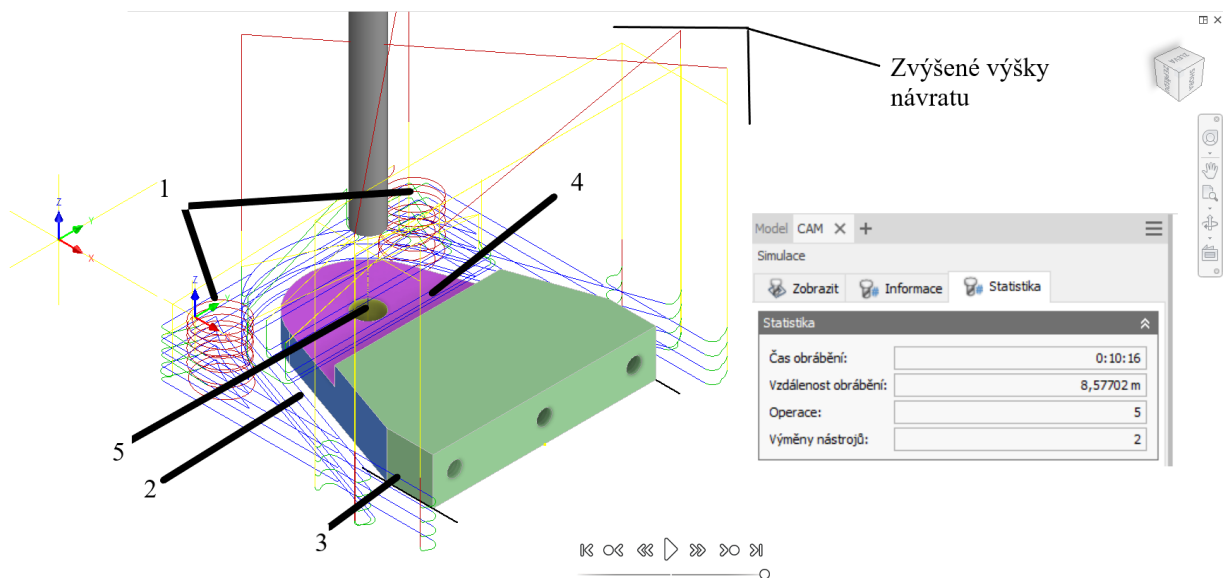 Zvýšené výšky
návratu
1
4
5
2
3
Z
Y
X
Z
X
Model CAM
Simulace
Zobrazit Informace Statistika
Statistika
Čas obrábění: 0:10:16
Vzdálenost obrábění: 8,57702 m
Operace: 5
Výměny nástrojů: 2